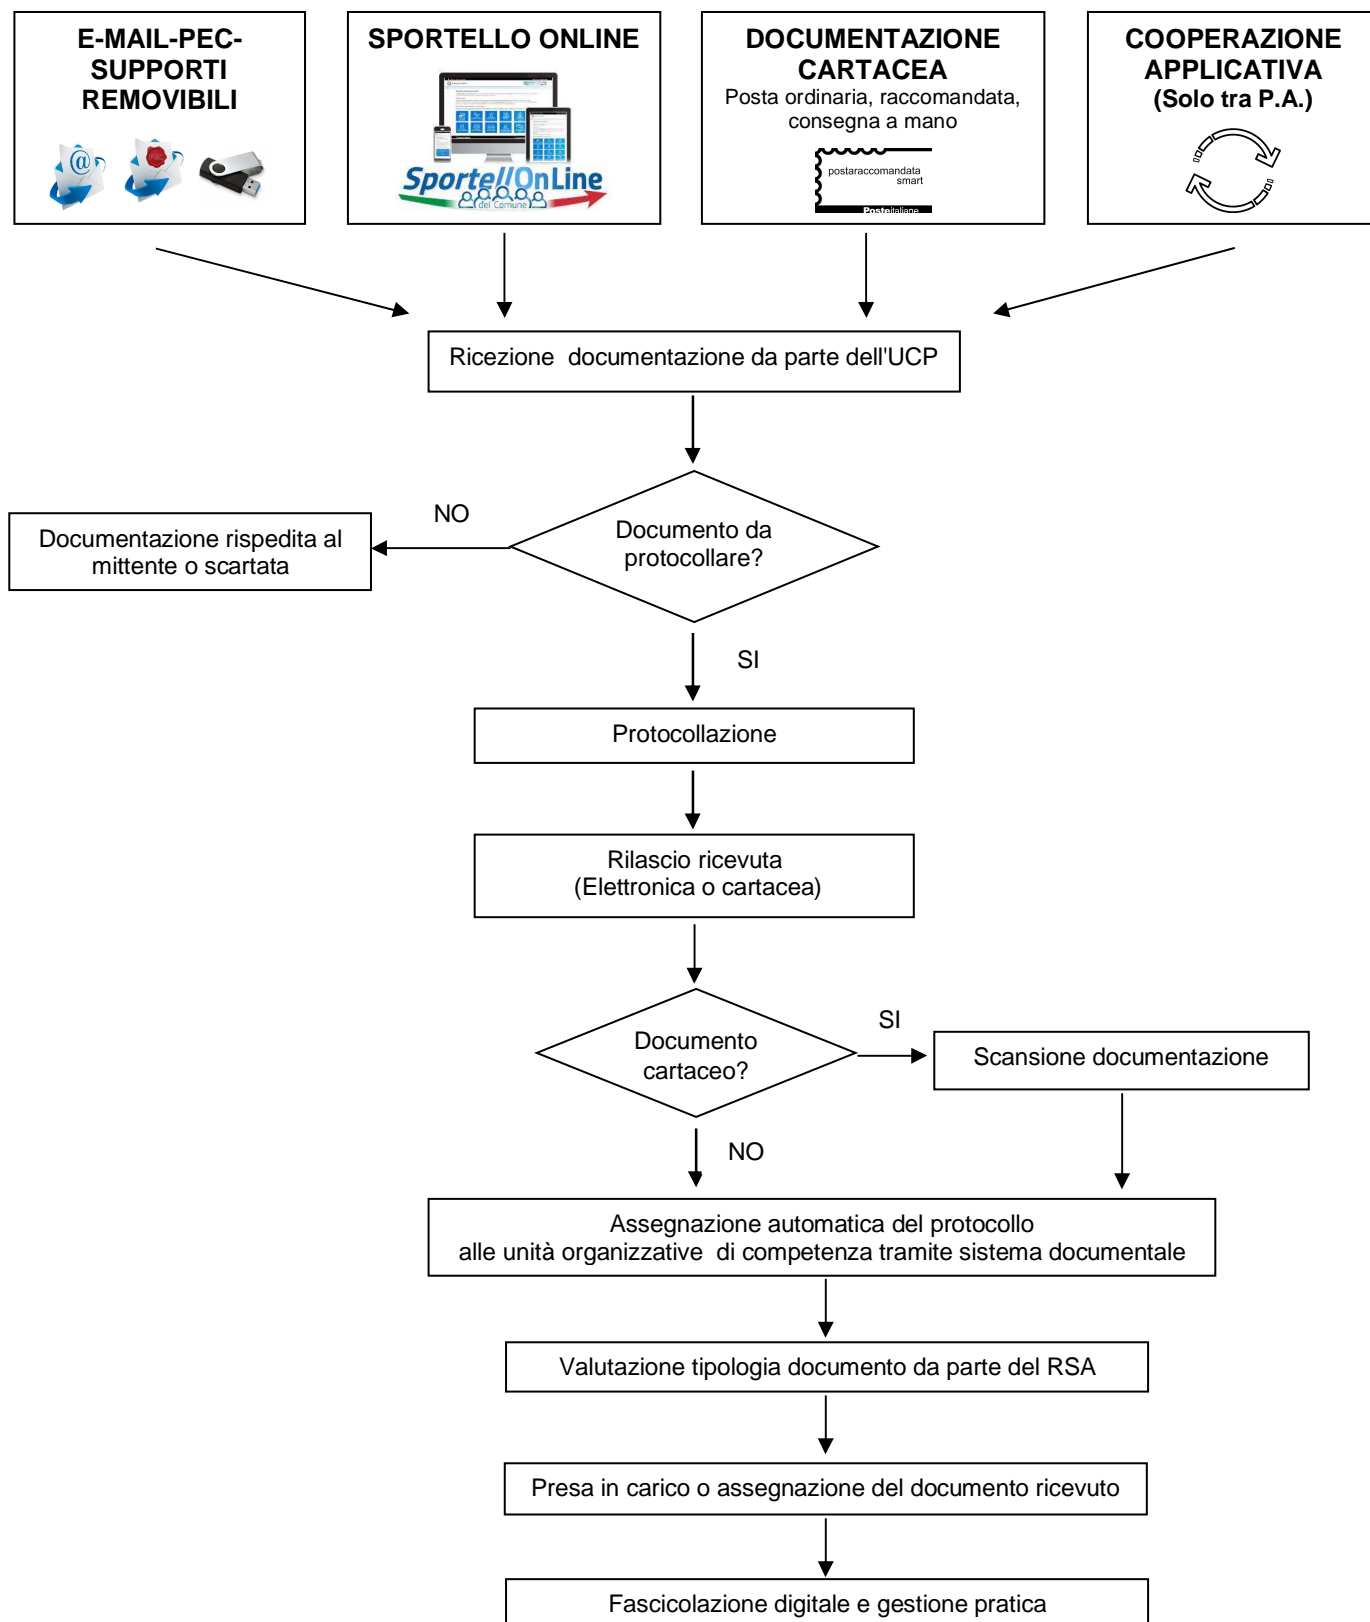 E-MAIL-PEC-
SUPPORTI
REMOVIBILI
@
SPORTELLO ONLINE
SportellOnLine
del Comune
DOCUMENTAZIONE
CARTACEA
Posta ordinaria, raccomandata,
consegna a mano
postaraccomandata
smart
Posteitaliane
COOPERAZIONE
APPLICATIVA
(Solo tra P.A.)
Ricezione documentazione da parte dell'UCP
NO
Documento da
protocollare?
Documentazione rispedita al
mittente o scartata
SI
Protocollazione
Rilascio ricevuta
(Elettronica o cartacea)
Documento
cartaceo?
SI
Scansione documentazione
NO
Assegnazione automatica del protocollo
alle unità organizzative di competenza tramite sistema documentale
Valutazione tipologia documento da parte del RSA
Presa in carico o assegnazione del documento ricevuto
Fascicolazione digitale e gestione pratica